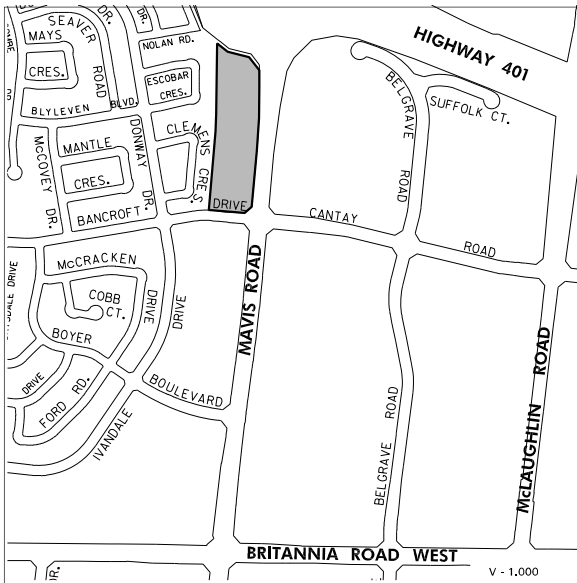 DR.
DR.
SEAVER ROAD
MAYS
CRES.
NOLAN RD.
ESCOBAR
CRES.
BLYLEVEN BLVD.
HIGHWAY 401
BELGRAVE ROAD
SUFFOLK CT.
McCOVEY DR.
MANTLE
CRES.
DONWAY DR.
CLEMENS CRES.
BANCROFT DRIVE
CANTAY ROAD
McCRACKEN DRIVE
COBB
CT.
BOYER BOULEVARD
DRIVE
MAVIS ROAD
DRIVE
FORD RD.
IVANDALE
BELGRAVE ROAD
McLAUGHLIN ROAD
BRITANNIA ROAD WEST
DR.
V - 1,000